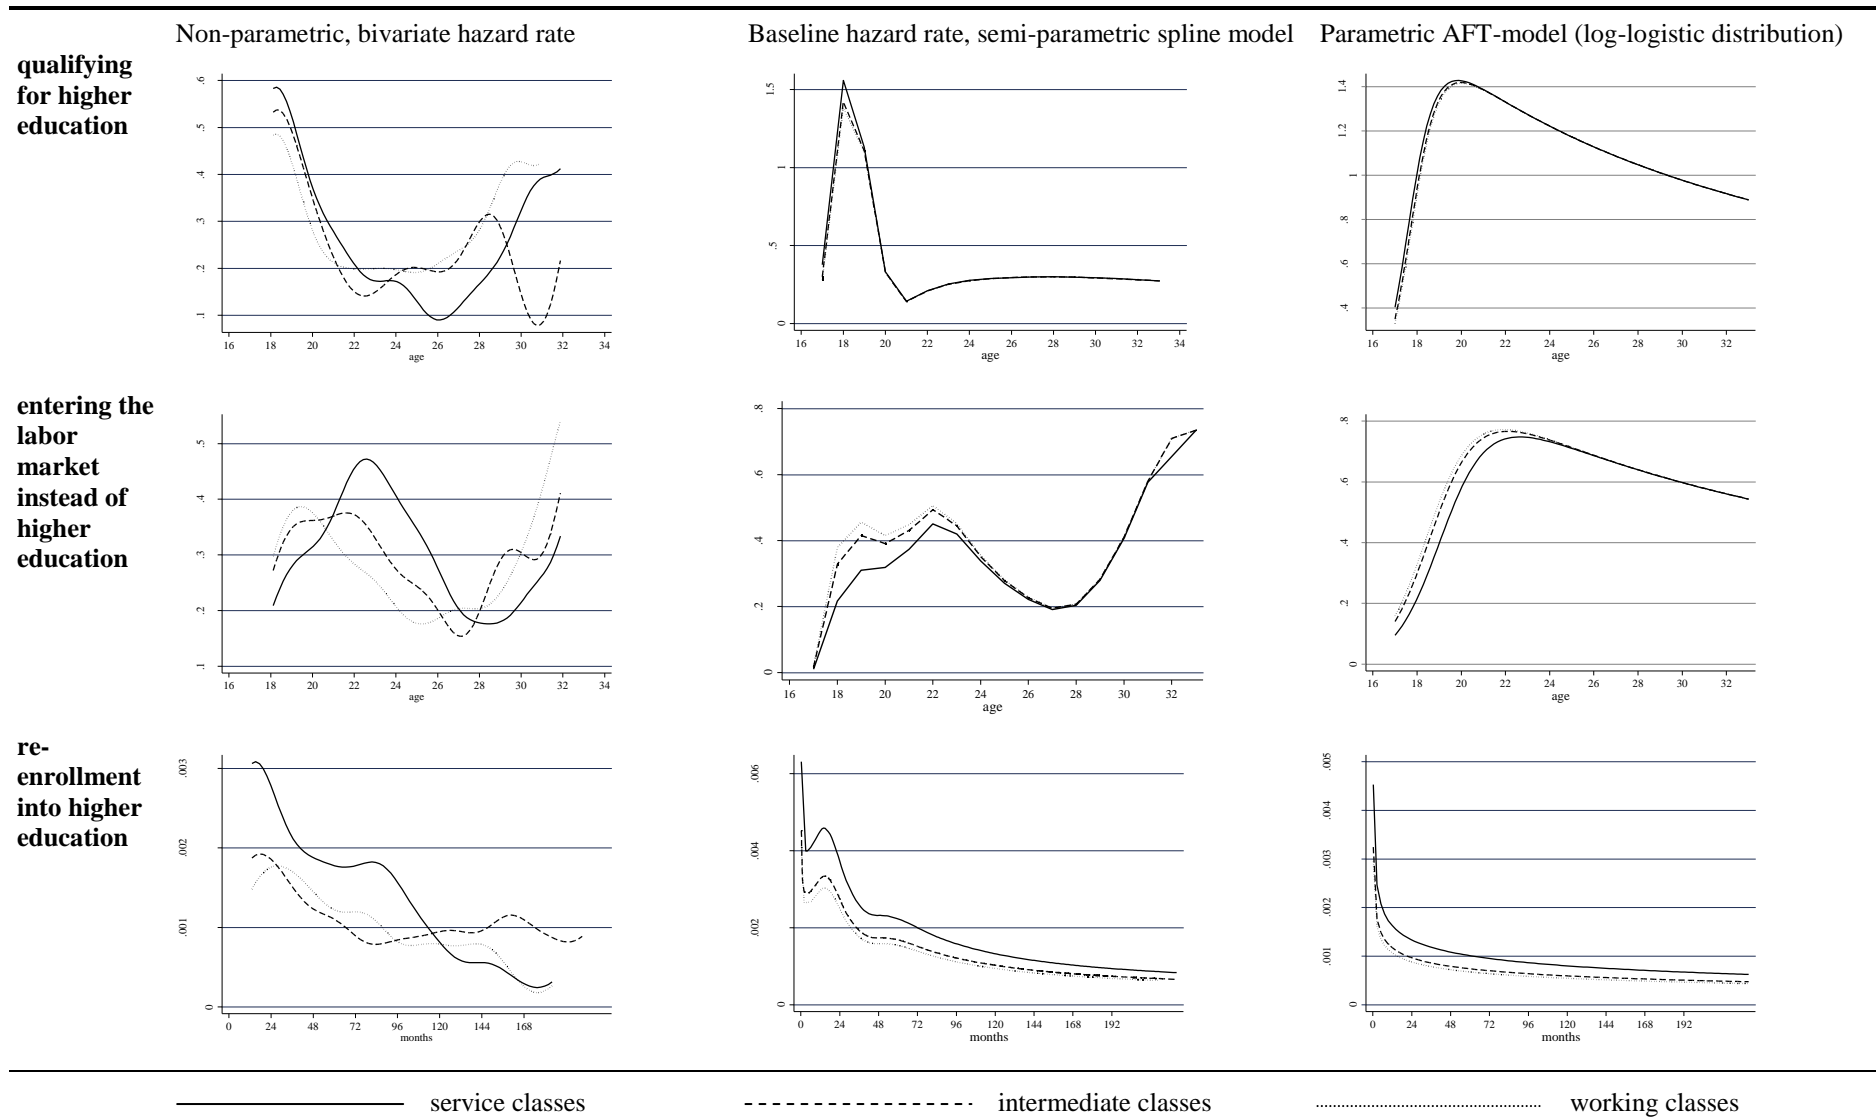 Non-parametric, bivariate hazard rate
Baseline hazard rate, semi-parametric spline model
Parametric AFT-model (log-logistic distribution)
qualifying
for higher
education
.6
.5
.4
.3
.2
.1
16 18 20 22 24 26 28 30 32 34
age
1.5
1
.5
0
16 18 20 22 24 26 28 30 32 34
age
1.4
1.2
1
.8
.6
.4
16 18 20 22 24 26 28 30 32
age
entering the
labor
market
instead of
higher
education
.5
.4
.3
.2
.1
16 18 20 22 24 26 28 30 32 34
age
.8
.6
.4
.2
0
16 18 20 22 24 26 28 30 32
age
.8
.6
.4
.2
0
16 18 20 22 24 26 28 30 32
age
re-
enrollment
into higher
education
.003
.002
.001
0
0 24 48 72 96 120 144 168
months
.006
.004
.002
0
0 24 48 72 96 120 144 168 192
months
.005
.004
.003
.002
.001
0
0 24 48 72 96 120 144 168 192
months
service classes
intermediate classes
working classes